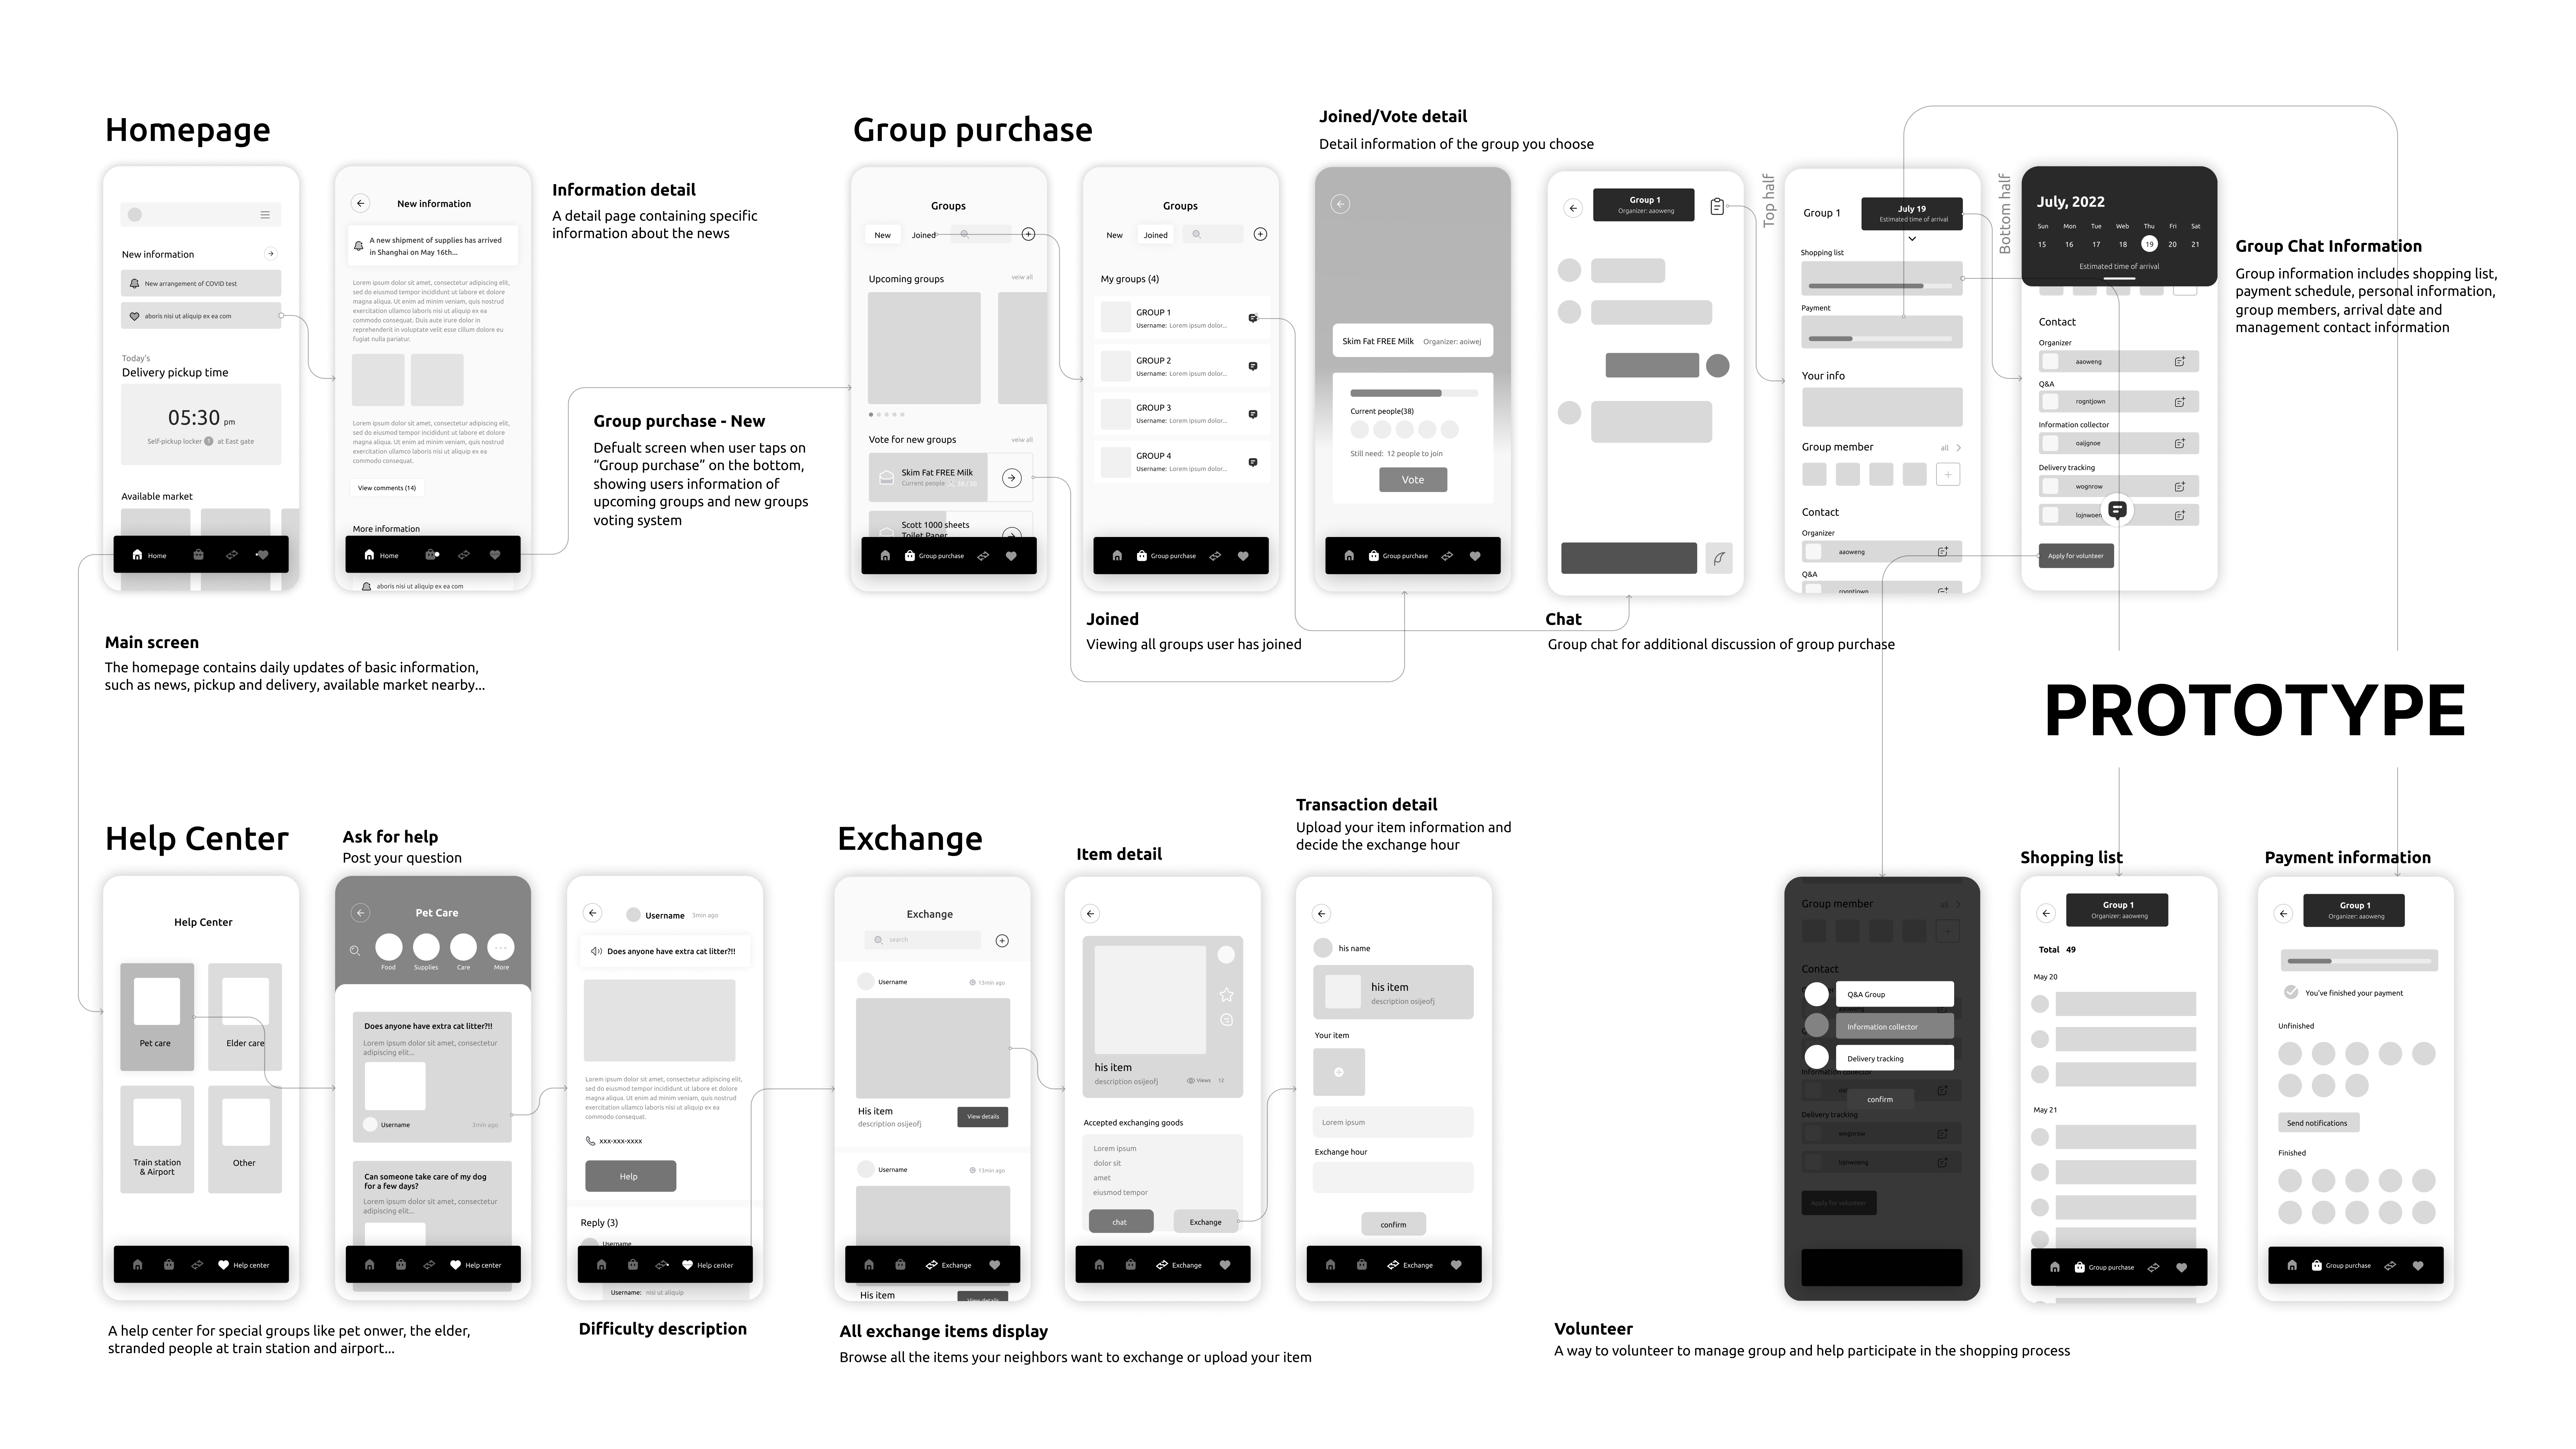 Homepage
New information
New arrangement of COVID test
aboris nisi ut aliquip ex ea com
Today's
Delivery pickup time
05:30 pm
Self-pickup locker 1 at East gate
Available market
Home
Main screen
The homepage contains daily updates of basic information,
such as news, pickup and delivery, available market nearby...
New information
A new shipment of supplies has arrived
in Shanghai on May 16th...
Lorem ipsum dolor sit amet, consectetur adipiscing elit,
sed do eiusmod tempor incididunt ut labore et dolore
magna aliqua. Ut enim ad minim veniam, quis nostrud
exercitation ullamco laboris nisi ut aliquip ex ea
commodo consequat. Duis aute irure dolor in
reprehenderit in voluptate velit esse cillum dolore eu
fugiat nulla pariatur.
Lorem ipsum dolor sit amet, consectetur adipiscing elit,
sed do eiusmod tempor incididunt ut labore et dolore
magna aliqua. Ut enim ad minim veniam, quis nostrud
exercitation ullamco laboris nisi ut aliquip ex ea
commodo consequat.
View comments (14)
More information
Home
aboris nisi ut aliquip ex ea com
Information detail
A detail page containing specific
information about the news
Group purchase - New
Defualt screen when user taps on
“Group purchase” on the bottom,
showing users information of
upcoming groups and new groups
voting system
Group purchase
Groups
New
Joined
Upcoming groups
veiw all
Vote for new groups
veiw all
Skim Fat FREE Milk
Current people 38 / 50
Scott 1000 sheets
Toilet Paper
Group purchase
Groups
New
Joined
My groups (4)
GROUP 1
Username: Lorem ipsum dolor...
GROUP 2
Username: Lorem ipsum dolor...
GROUP 3
Username: Lorem ipsum dolor...
GROUP 4
Username: Lorem ipsum dolor...
Group purchase
Joined
Viewing all groups user has joined
Joined/Vote detail
Detail information of the group you choose
Skim Fat FREE Milk Organizer: aoiwej
Current people(38)
Still need: 12 people to join
Vote
Group purchase
Group 1
Organizer: aaoweng
Chat
Group chat for additional discussion of group purchase
Top half
Group 1
July 19
Estimated time of arrival
Shopping list
Payment
Your info
Group member
all
Contact
Organizer
aaoweng
Q&A
rogntjown
Bottom half
July, 2022
Sun Mon Tue Web Thu Fri Sat
15 16 17 18 19 20 21
Estimated time of arrival
Contact
Organizer
aaoweng
Q&A
rogntjown
Information collector
oaijgnoe
Delivery tracking
wognrow
Apply for volunteer
Group Chat Information
Group information includes shopping list,
payment schedule, personal information,
group members, arrival date and
management contact information
PROTOTYPE
Help Center
Help Center
Pet care
Elder care
Train station
& Airport
Other
Help center
A help center for special groups like pet onwer, the elder,
stranded people at train station and airport...
Ask for help
Post your question
Pet Care
Food Supplies Care More
Does anyone have extra cat litter?!!
Lorem ipsum dolor sit amet, consectetur
adipiscing elit...
Username
3min ago
Can someone take care of my dog
for a few days?
Lorem ipsum dolor sit amet, consectetur
adipiscing elit...
Help center
Username 3min ago
Does anyone have extra cat litter?!!
Lorem ipsum dolor sit amet, consectetur adipiscing elit,
sed do eiusmod tempor incididunt ut labore et dolore
magna aliqua. Ut enim ad minim veniam, quis nostrud
exercitation ullamco laboris nisi ut aliquip ex ea
commodo consequat.
xxx-xxx-xxxx
Help
Reply (3)
Username
Help center
Username: nisi ut aliquip
Difficulty description
Exchange
Exchange
search
Username
13min ago
His item
description osijeofj
View details
Username
13min ago
Exchange
His item
View details
All exchange items display
Browse all the items your neighbors want to exchange or upload your item
Item detail
his item
description osijeofj
Views 12
Accepted exchanging goods
Lorem ipsum
dolor sit
amet
eiusmod tempor
chat
Exchange
Exchange
Transaction detail
Upload your item information and
decide the exchange hour
his name
his item
description osijeofj
Your item
Lorem ipsum
Exchange hour
confirm
Exchange
Group member
all
Contact
Q&A Group
Information collector
Delivery tracking
Information collector
confirm
Delivery tracking
wognrow
Apply for volunteer
Volunteer
A way to volunteer to manage group and help participate in the shopping process
Shopping list
Group 1
Organizer: aaoweng
Total 49
May 20
May 21
Group purchase
Payment information
Group 1
Organizer: aaoweng
You've finished your payment
Unfinished
Send notifications
Finished
Group purchase